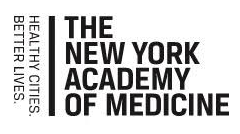 HEALTHY CITIES.
BETTER LIVES.
THE
NEW YORK
ACADEMY
OF MEDICINE